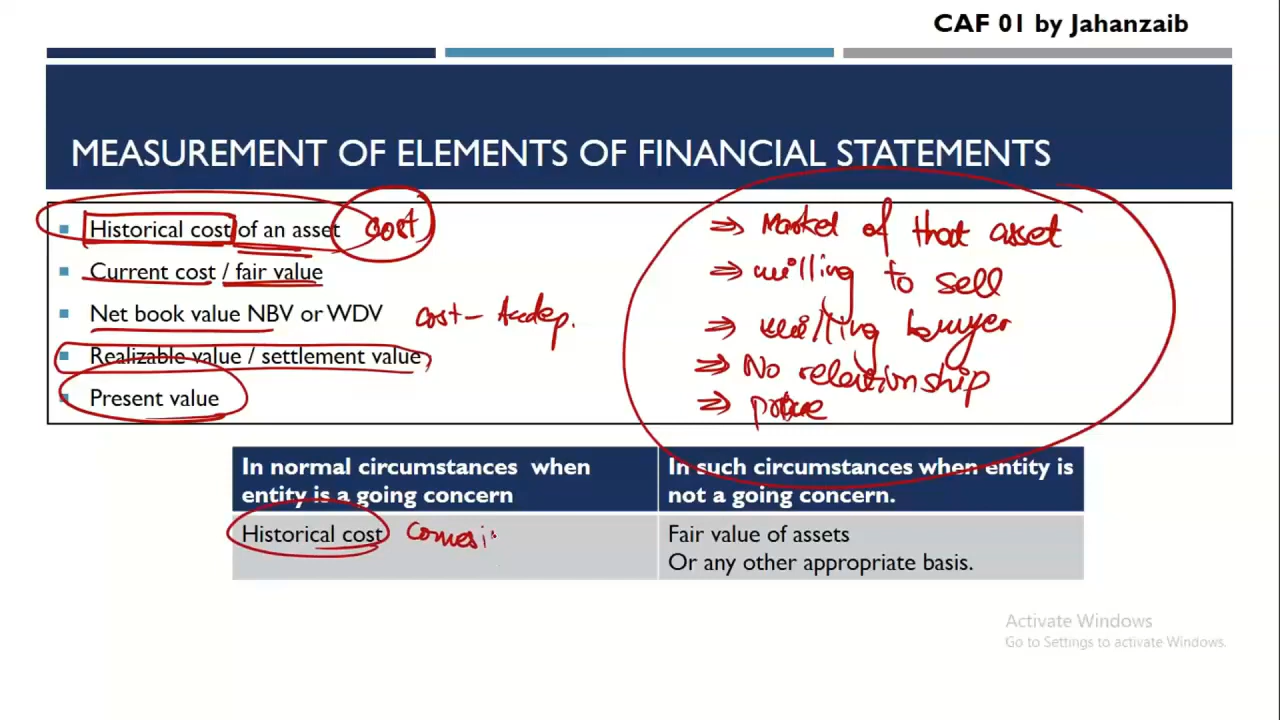 CAF 01 by Jahanzaib
MEASUREMENT OF ELEMENTS OF FINANCIAL STATEMENTS
Historical cost of an asset cost
Current cost / fair value
Net book value NBV or WDV cost - Accdep.
Realizable value / settlement value
Present value
⇒ Market of that asset
⇒ willing to sell
⇒ willing buyer
⇒ No relationship
⇒
In normal circumstances when
entity is a going concern
In such circumstances when entity is
not a going concern.
Historical cost
Fair value of assets
Or any other appropriate basis.
Activate Windows
Go to Settings to activate Windows.